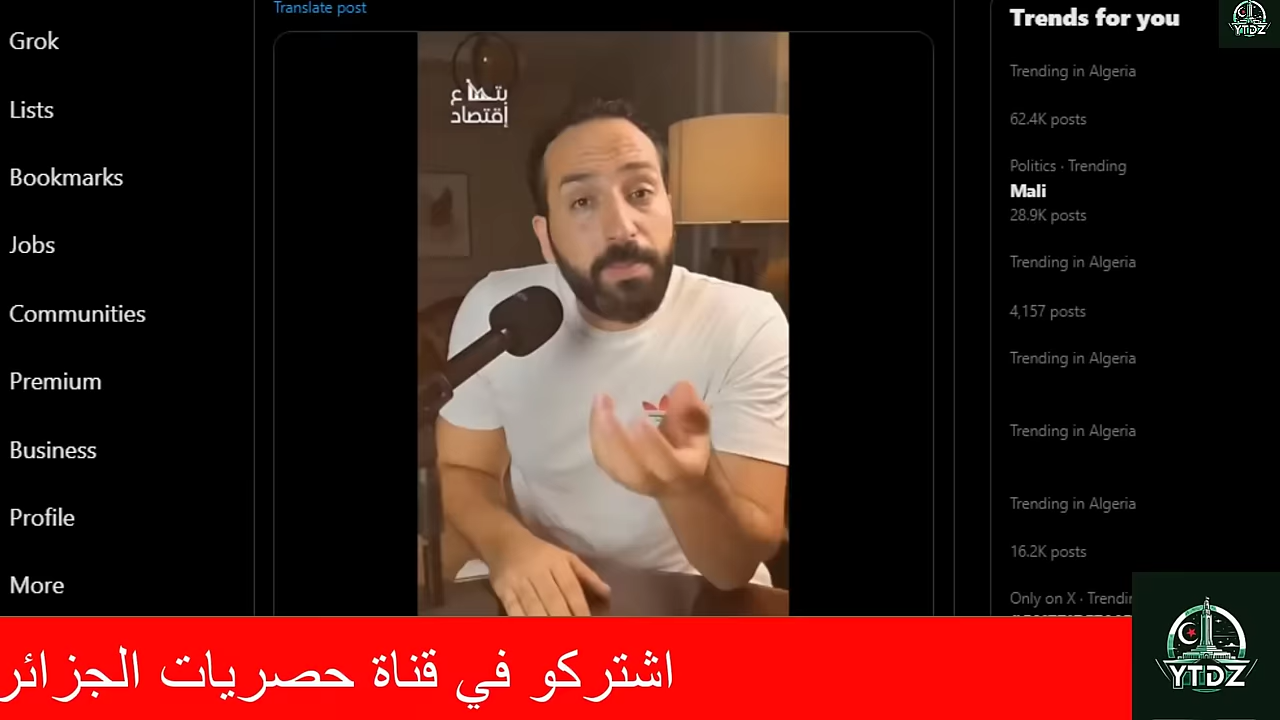 Translate post
Grok
Lists
Bookmarks
Jobs
Communities
Premium
Business
Profile
More
بتاع
إقتصاد
Trends for you
Trending in Algeria
62.4K posts
Politics · Trending
Mali
28.9K posts
Trending in Algeria
4,157 posts
Trending in Algeria
Trending in Algeria
Trending in Algeria
16.2K posts
Only on X · Trendin
YTDZ
اشتركو في قناة حصريات الجزائر
YTDZ